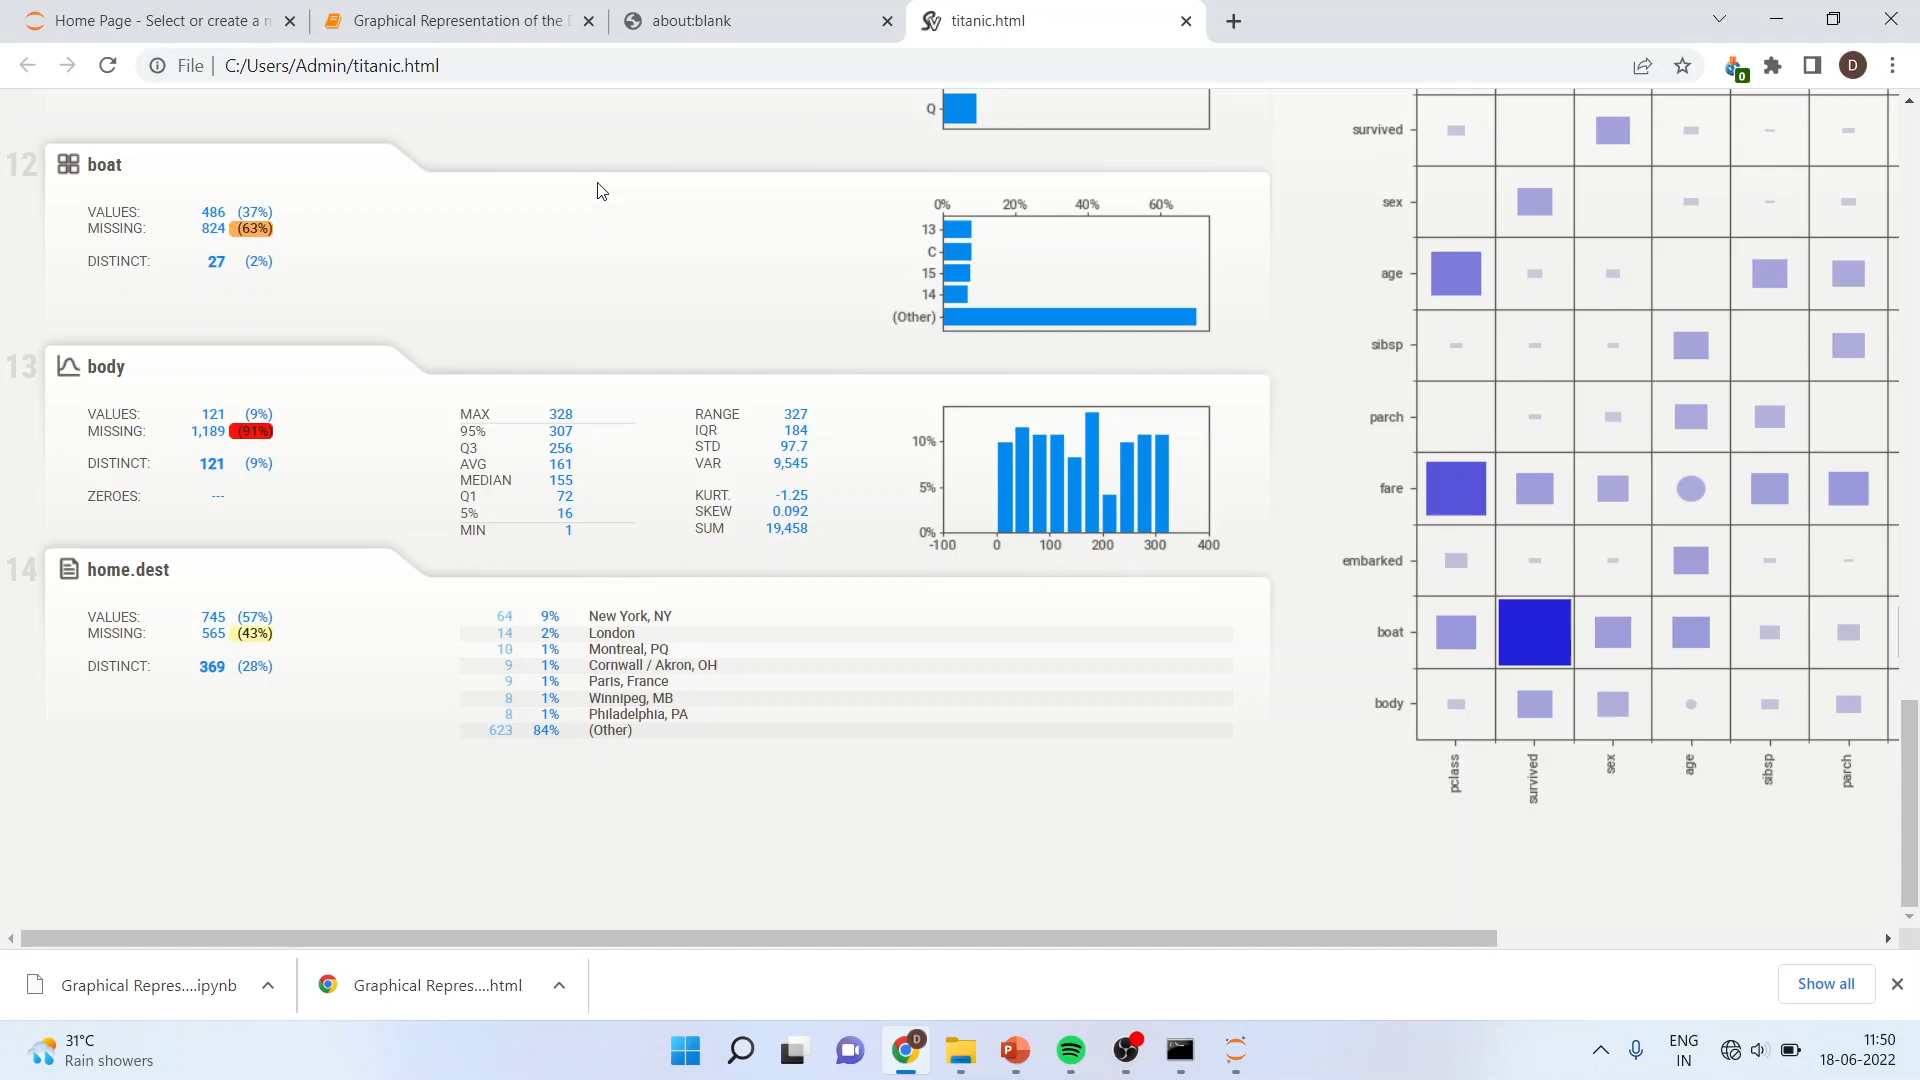 Home Page - Select or create a n
Graphical Representation of the
about:blank
titanic.html
File
C:/Users/Admin/titanic.html
0
D
Q
12
boat
VALUES: 486 (37%)
MISSING: 824 (63%)
DISTINCT: 27 (2%)
0% 20% 40% 60%
13
C
15
14
(Other)
13
body
VALUES: 121 (9%)
MISSING: 1,189 (91%)
DISTINCT: 121 (9%)
ZEROES: ---
MAX 328
95% 307
Q3 256
AVG 161
MEDIAN 155
Q1 72
5% 16
MIN 1
RANGE 327
IQR 184
STD 97.7
VAR 9,545
KURT. -1.25
SKEW 0.092
SUM 19,458
10%
5%
0%
-100 0 100 200 300 400
14
home.dest
VALUES: 745 (57%)
MISSING: 565 (43%)
DISTINCT: 369 (28%)
64 9% New York, NY
14 2% London
10 1% Montreal, PQ
9 1% Cornwall / Akron, OH
9 1% Paris, France
8 1% Winnipeg, MB
8 1% Philadelphia, PA
623 84% (Other)
survived
sex
age
sibsp
parch
fare
embarked
boat
body
pclass
survived
sex
age
sibsp
parch
Graphical Repres....ipynb
Graphical Repres....html
Show all
31°C
Rain showers
D
P
ENG
IN
11:50
18-06-2022